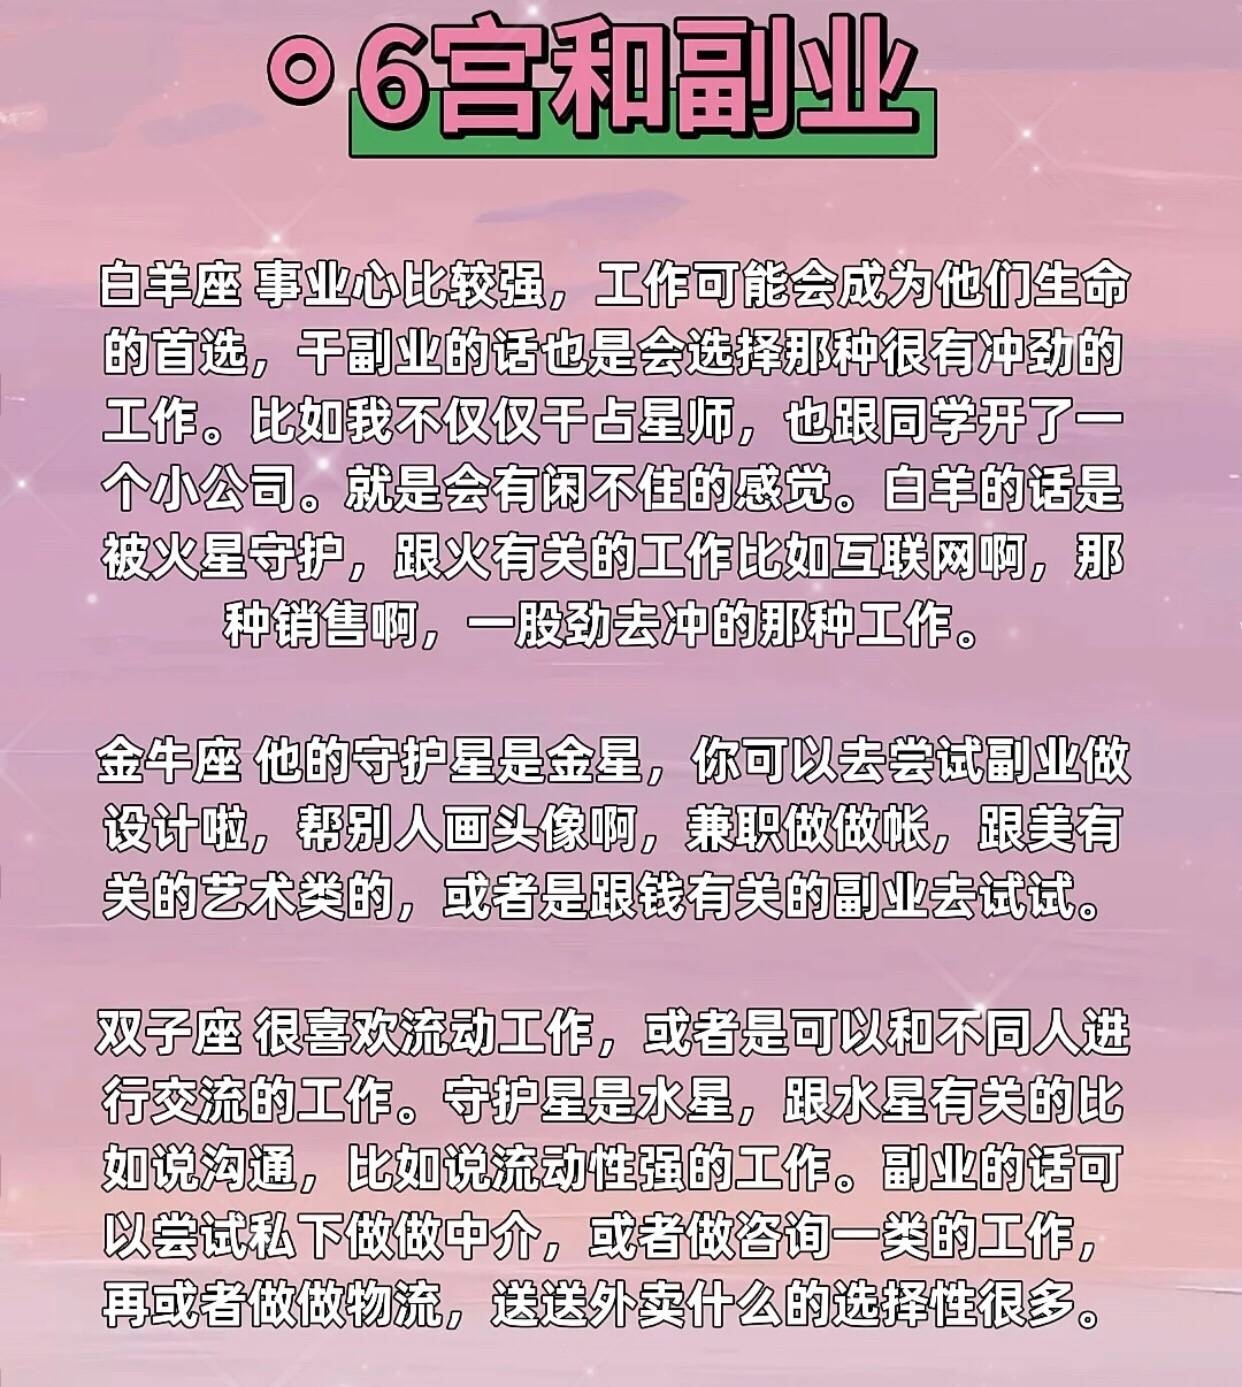 6宫和副业
白羊座 事业心比较强，工作可能会成为他们生命
的首选，干副业的话也是会选择那种很有冲劲的
工作。比如我不仅仅干占星师，也跟同学开了一
个小公司。就是会有闲不住的感觉。白羊的话是
被火星守护，跟火有关的工作比如互联网啊，那
种销售啊，一股劲去冲的那种工作。
金牛座 他的守护星是金星，你可以去尝试副业做
设计啦，帮别人画头像啊，兼职做做帐，跟美有
关的艺术类的，或者是跟钱有关的副业去试试。
双子座 很喜欢流动工作，或者是可以和不同人进
行交流的工作。守护星是水星，跟水星有关的比
如说沟通，比如说流动性强的工作。副业的话可
以尝试私下做做中介，或者做咨询一类的工作，
再或者做做物流，送送外卖什么的选择性很多。